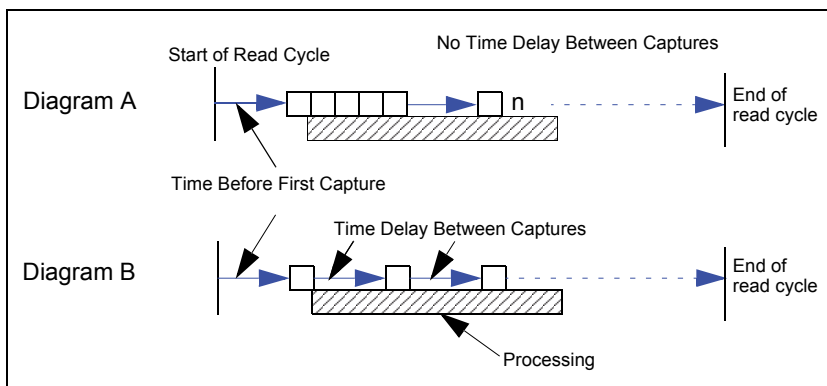 No Time Delay Between Captures
Start of Read Cycle
Diagram A
n
End of
read cycle
Time Before First Capture
Time Delay Between Captures
Diagram B
End of
read cycle
Processing